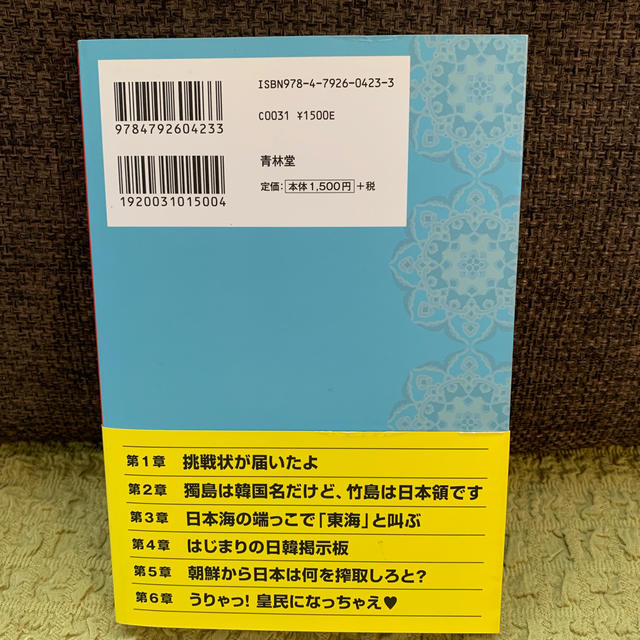 ISBN978-4-7926-0423-3
C0031 ¥1500E
9784792604233
青林堂
定価:本体1,500円+税
1920031015004
第1章 挑戦状が届いたよ
第2章 獨島は韓国名だけど、竹島は日本領です
第3章 日本海の端っこで「東海」と叫ぶ
第4章 はじまりの日韓掲示板
第5章 朝鮮から日本は何を搾取しろと?
第6章 うりゃっ! 皇民になっちゃえ♥